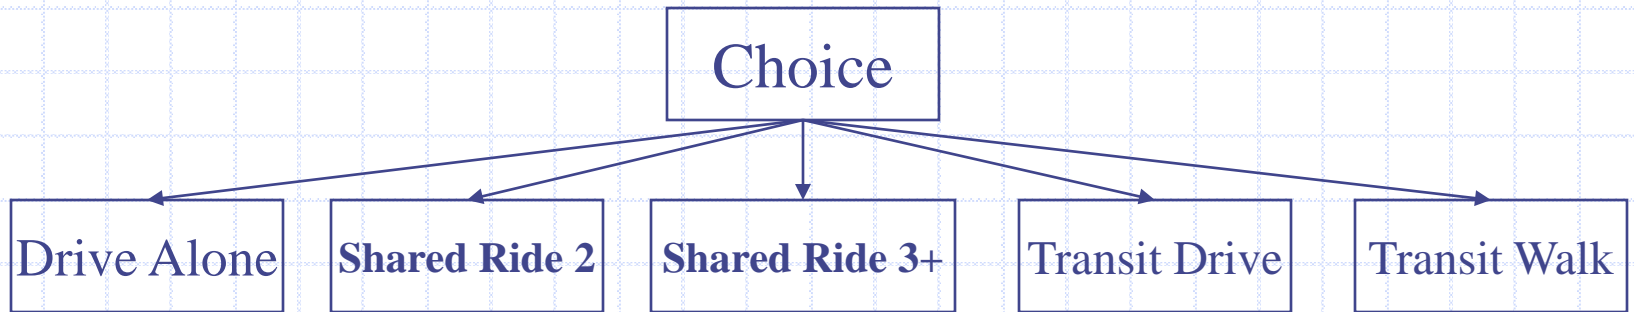 Choice
Drive Alone
Shared Ride 2
Shared Ride 3+
Transit Drive
Transit Walk